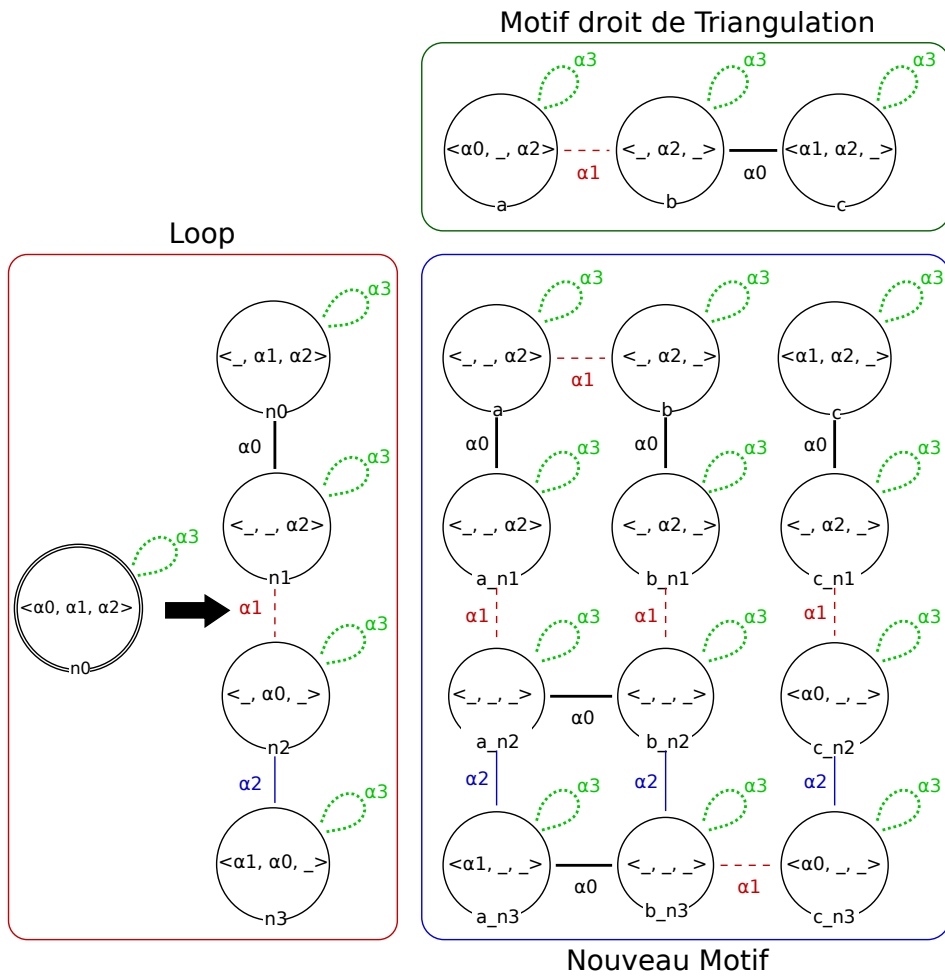 Motif droit de Triangulation
α3 α3 α3
<α0, _, α2> <_, α2, _> <α1, α2, _>
α1 α0
a b c
Loop
α3
<_, α1, α2>
n0
α0
α3
<_, _, α2>
n1
α3
<α0, α1, α2>
n0
α1
α3
<_, α0, _>
n2
α2
α3
<α1, α0, _>
n3
α3 α3 α3
<_, _, α2> <_, α2, _> <α1, α2, _>
α1
a b c
α0 α0 α0
α3 α3 α3
<_, _, α2> <_, α2, _> <_, α2, _>
a_n1 b_n1 c_n1
α1 α1 α1
α3 α3 α3
<_, _, _> <_, _, _> <α0, _, _>
α0
a_n2 b_n2 c_n2
α2 α2 α2
α3 α3 α3
<α1, _, _> <_, _, _> <α0, _, _>
α0 α1
a_n3 b_n3 c_n3
Nouveau Motif